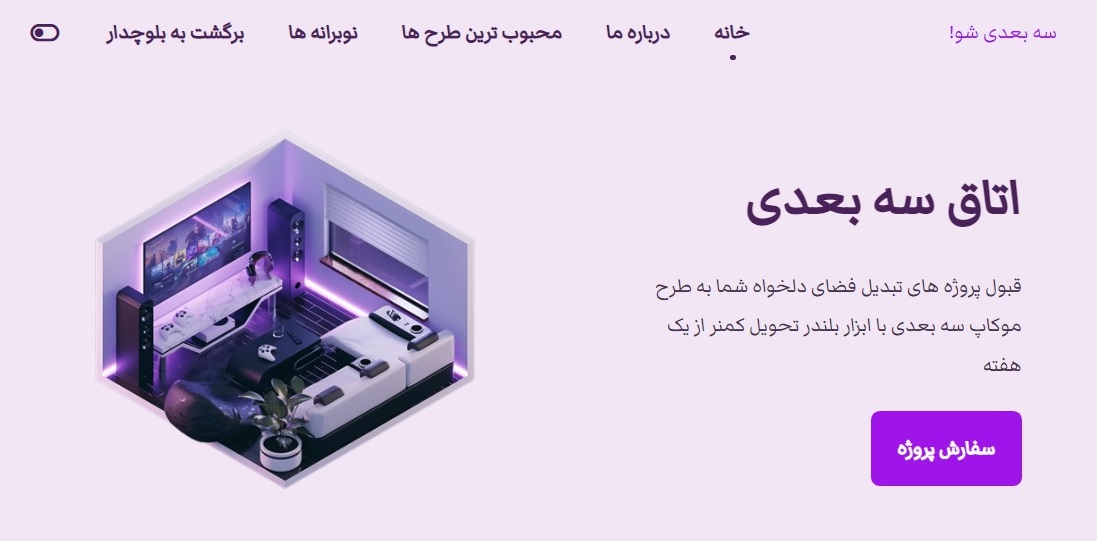 سه بعدی شو!
خانه
درباره ما
محبوب ترین طرح ها
نوبرانه ها
برگشت به بلوچدار
اتاق سه بعدی
قبول پروژه های تبدیل فضای دلخواه شما به طرح
موکاپ سه بعدی با ابزار بلندر تحویل کمتر از یک
هفته
سفارش پروژه